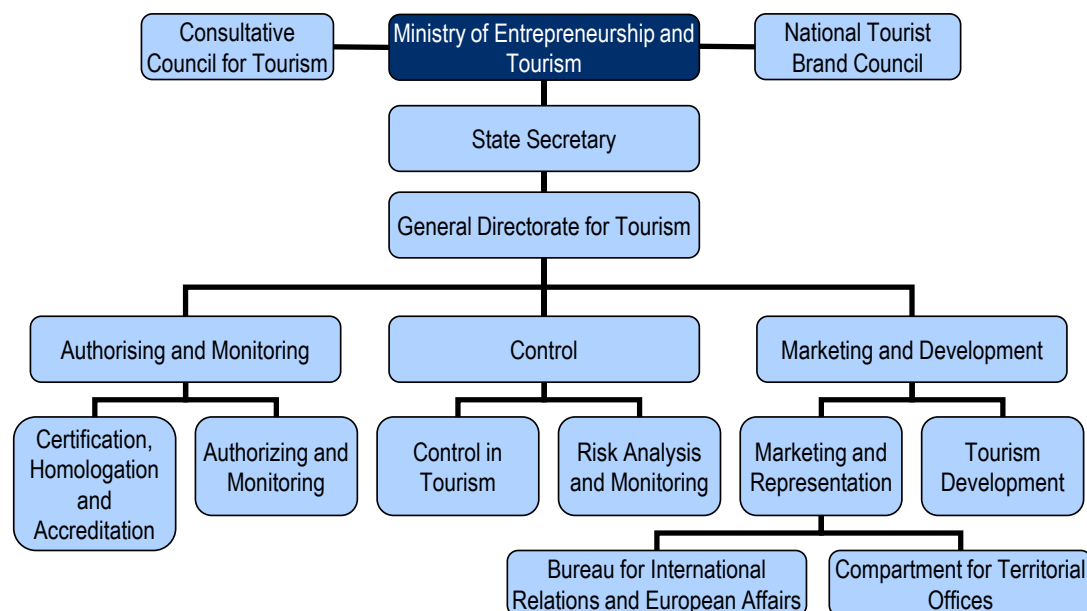 Consultative
Council for Tourism
Ministry of Entrepreneurship and
Tourism
National Tourist
Brand Council
State Secretary
General Directorate for Tourism
Authorising and Monitoring
Control
Marketing and Development
Certification,
Homologation
and
Accreditation
Authorizing and
Monitoring
Control in
Tourism
Risk Analysis
and Monitoring
Marketing and
Representation
Tourism
Development
Bureau for International
Relations and European Affairs
Compartment for Territorial
Offices